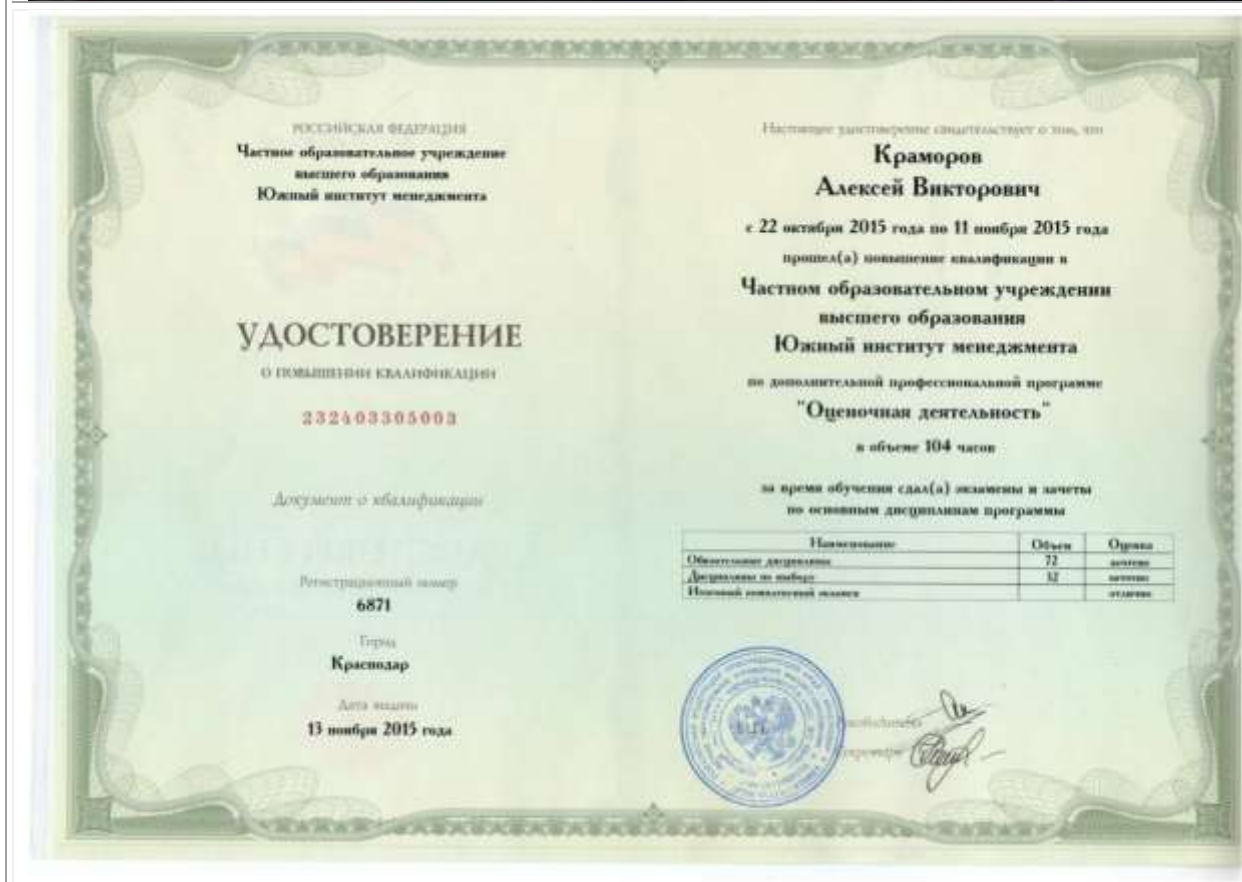 РОССИЙСКАЯ ФЕДЕРАЦИЯ
Частное образовательное учреждение
высшего образования
Южный институт менеджмента
УДОСТОВЕРЕНИЕ
О ПОВЫШЕНИИ КВАЛИФИКАЦИИ
232403305003
Документ о квалификации
Регистрационный номер
6871
Город
Краснодар
Дата выдачи
13 ноября 2015 года
Настоящее удостоверение свидетельствует о том, что
Краморов
Алексей Викторович
с 22 октября 2015 года по 11 ноября 2015 года
прошел(а) повышение квалификации в
Частном образовательном учреждении
высшего образования
Южный институт менеджмента
по дополнительной профессиональной программе
"Оценочная деятельность"
в объеме 104 часов
за время обучения сдал(а) экзамены и зачеты
по основным дисциплинам программы
Наименование Объем Оценка
Обязательные дисциплины 72 зачтено
Дисциплины по выбору 32 зачтено
Итоговый комплексный экзамен отлично
М.П. Руководитель
Секретарь